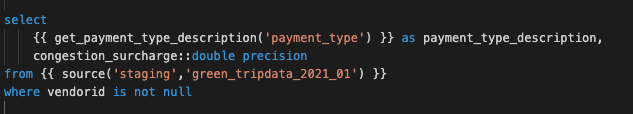 select
    {{ get_payment_type_description('payment_type') }} as payment_type_description,
    congestion_surcharge::double precision
from {{ source('staging','green_tripdata_2021_01') }}
where vendorid is not null